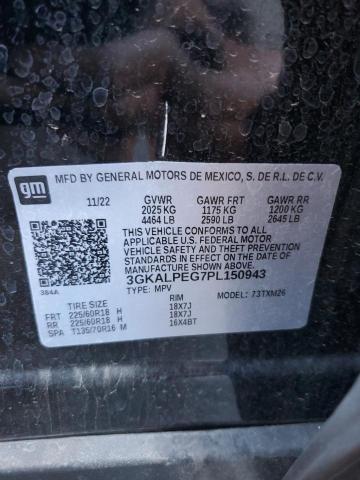 gm
MFD BY GENERAL MOTORS DE MEXICO, S. DE R.L. DE C.V.
11/22 GVWR GAWR FRT GAWR RR
2025 KG 1175 KG 1200 KG
4464 LB 2590 LB 2645 LB
THIS VEHICLE CONFORMS TO ALL
APPLICABLE U.S. FEDERAL MOTOR
VEHICLE SAFETY AND THEFT PREVENTION
STANDARDS IN EFFECT ON THE DATE OF
MANUFACTURE SHOWN ABOVE.
384A 3GKALPEG7PL150943
TYPE: MPV
RIM MODEL: 73TXM26
FRT 225/60R18 H 18X7J
RR 225/60R18 H 18X7J
SPA T135/70R16 M 16X4BT